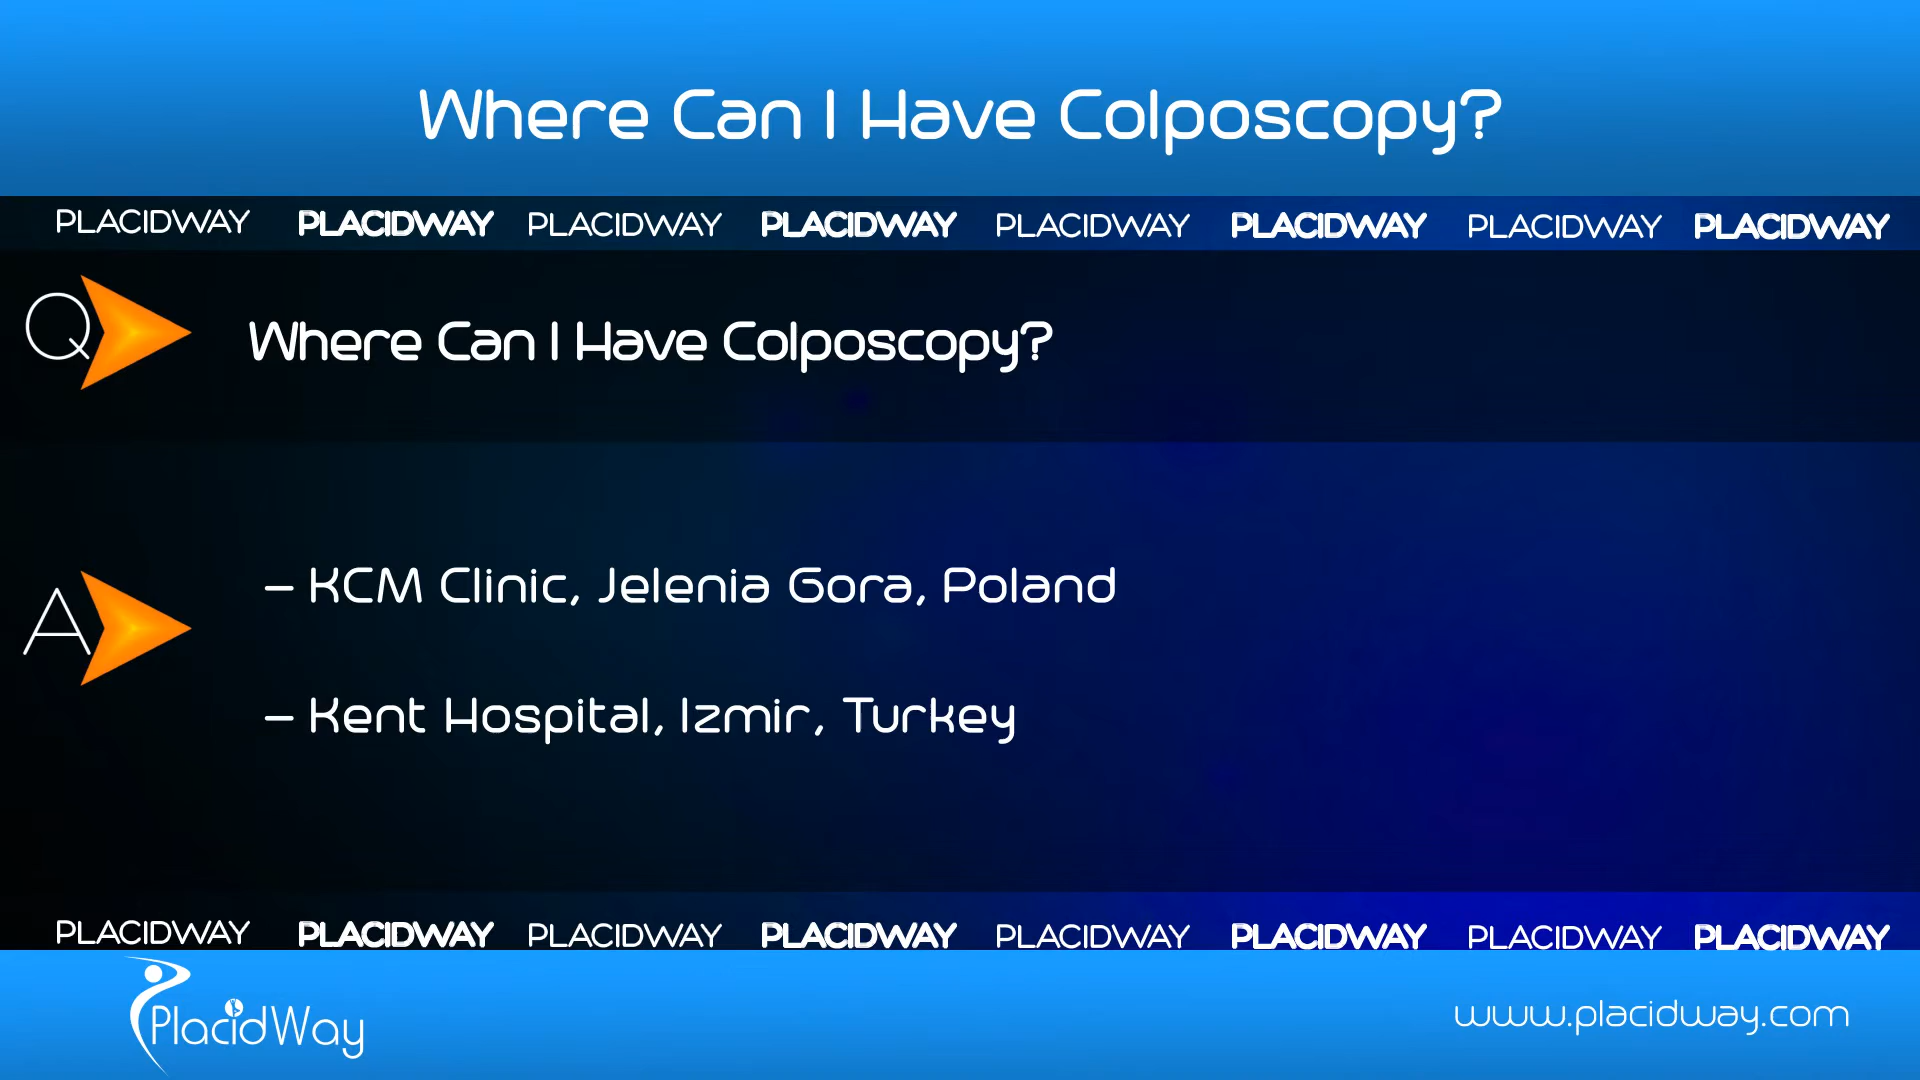 Where Can I Have Colposcopy?
PLACIDWAY PLACIDWAY PLACIDWAY PLACIDWAY PLACIDWAY PLACIDWAY PLACIDWAY PLACIDWAY
Q Where Can I Have Colposcopy?
A
– KCM Clinic, Jelenia Gora, Poland
– Kent Hospital, Izmir, Turkey
PLACIDWAY PLACIDWAY PLACIDWAY PLACIDWAY PLACIDWAY PLACIDWAY PLACIDWAY PLACIDWAY
PlacidWay
www.placidway.com